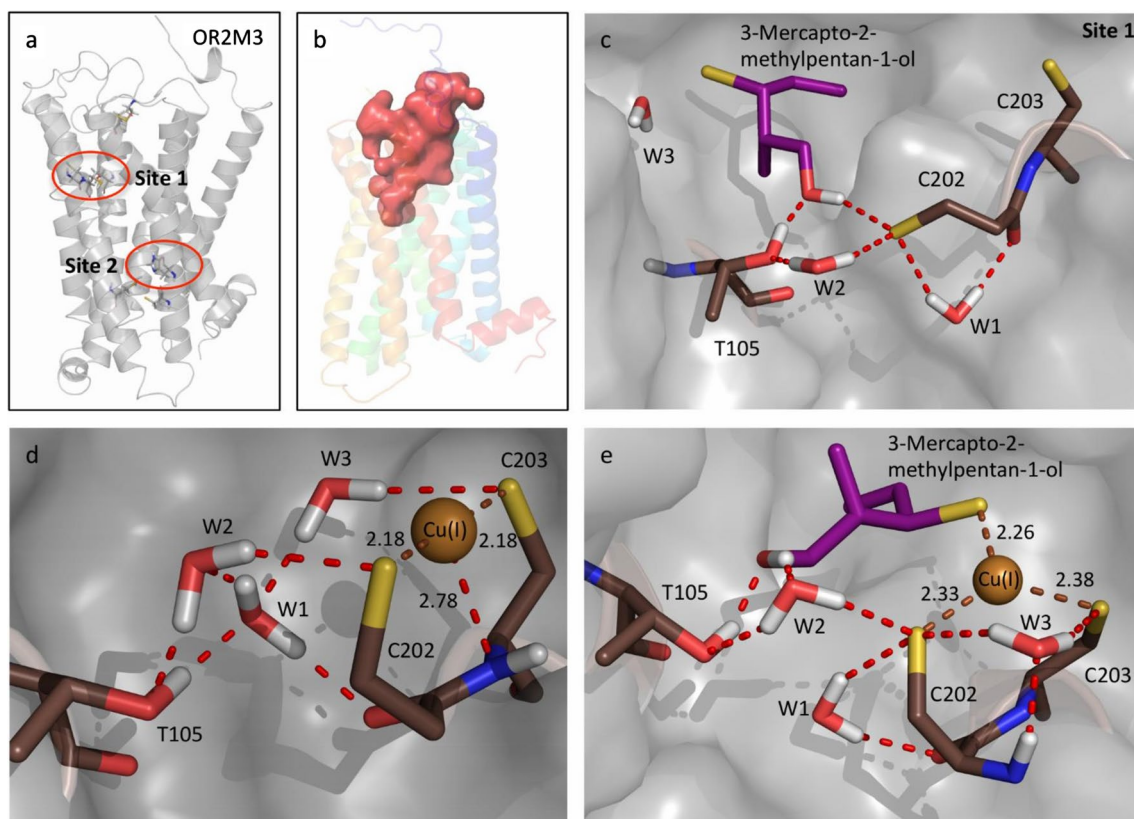 a
OR2M3
Site 1
Site 2
b
c
3-Mercapto-2-
methylpentan-1-ol
Site 1
C203
W3
C202
W2
W1
T105
d
W3
C203
W2
Cu(I)
2.18
2.18
W1
2.78
C202
T105
e
3-Mercapto-2-
methylpentan-1-ol
2.26
Cu(I)
T105
2.38
2.33
W2
W3
C202
C203
W1